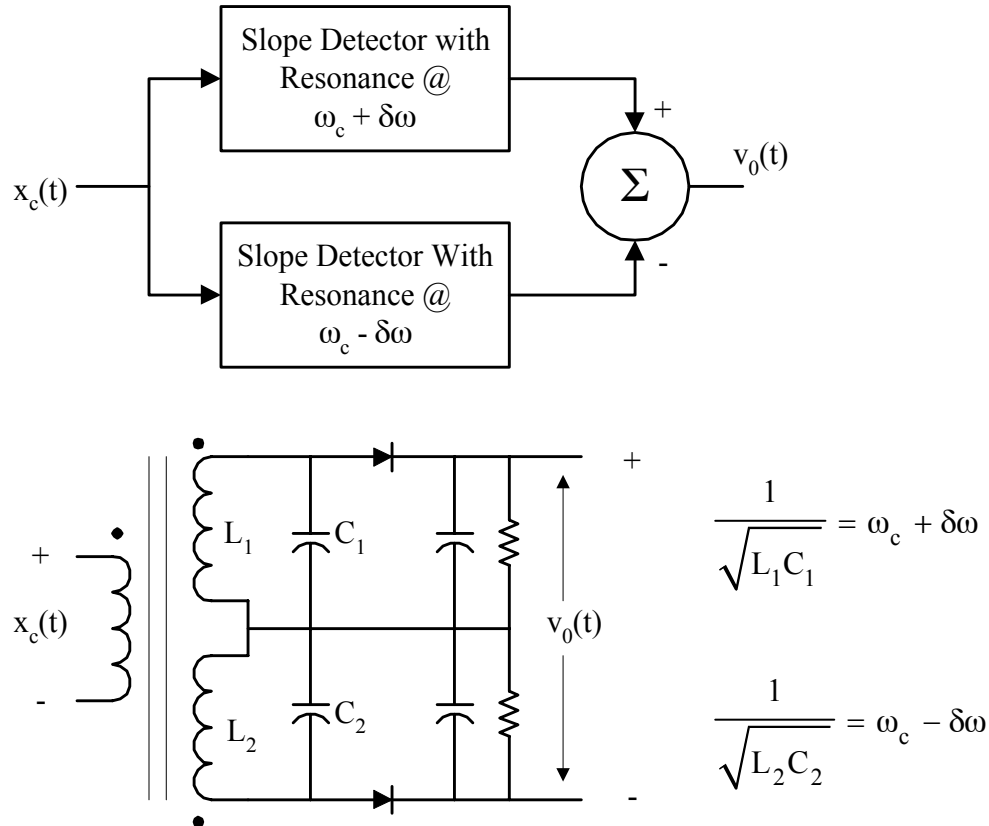 Slope Detector with
Resonance @
ω_c + δω
+
x_c(t)
Σ
v_0(t)
Slope Detector With
Resonance @
ω_c - δω
-
+
x_c(t)
-
L_1
C_1
L_2
C_2
+
v_0(t)
-
1/√(L_1C_1) = ω_c + δω
1/√(L_2C_2) = ω_c − δω